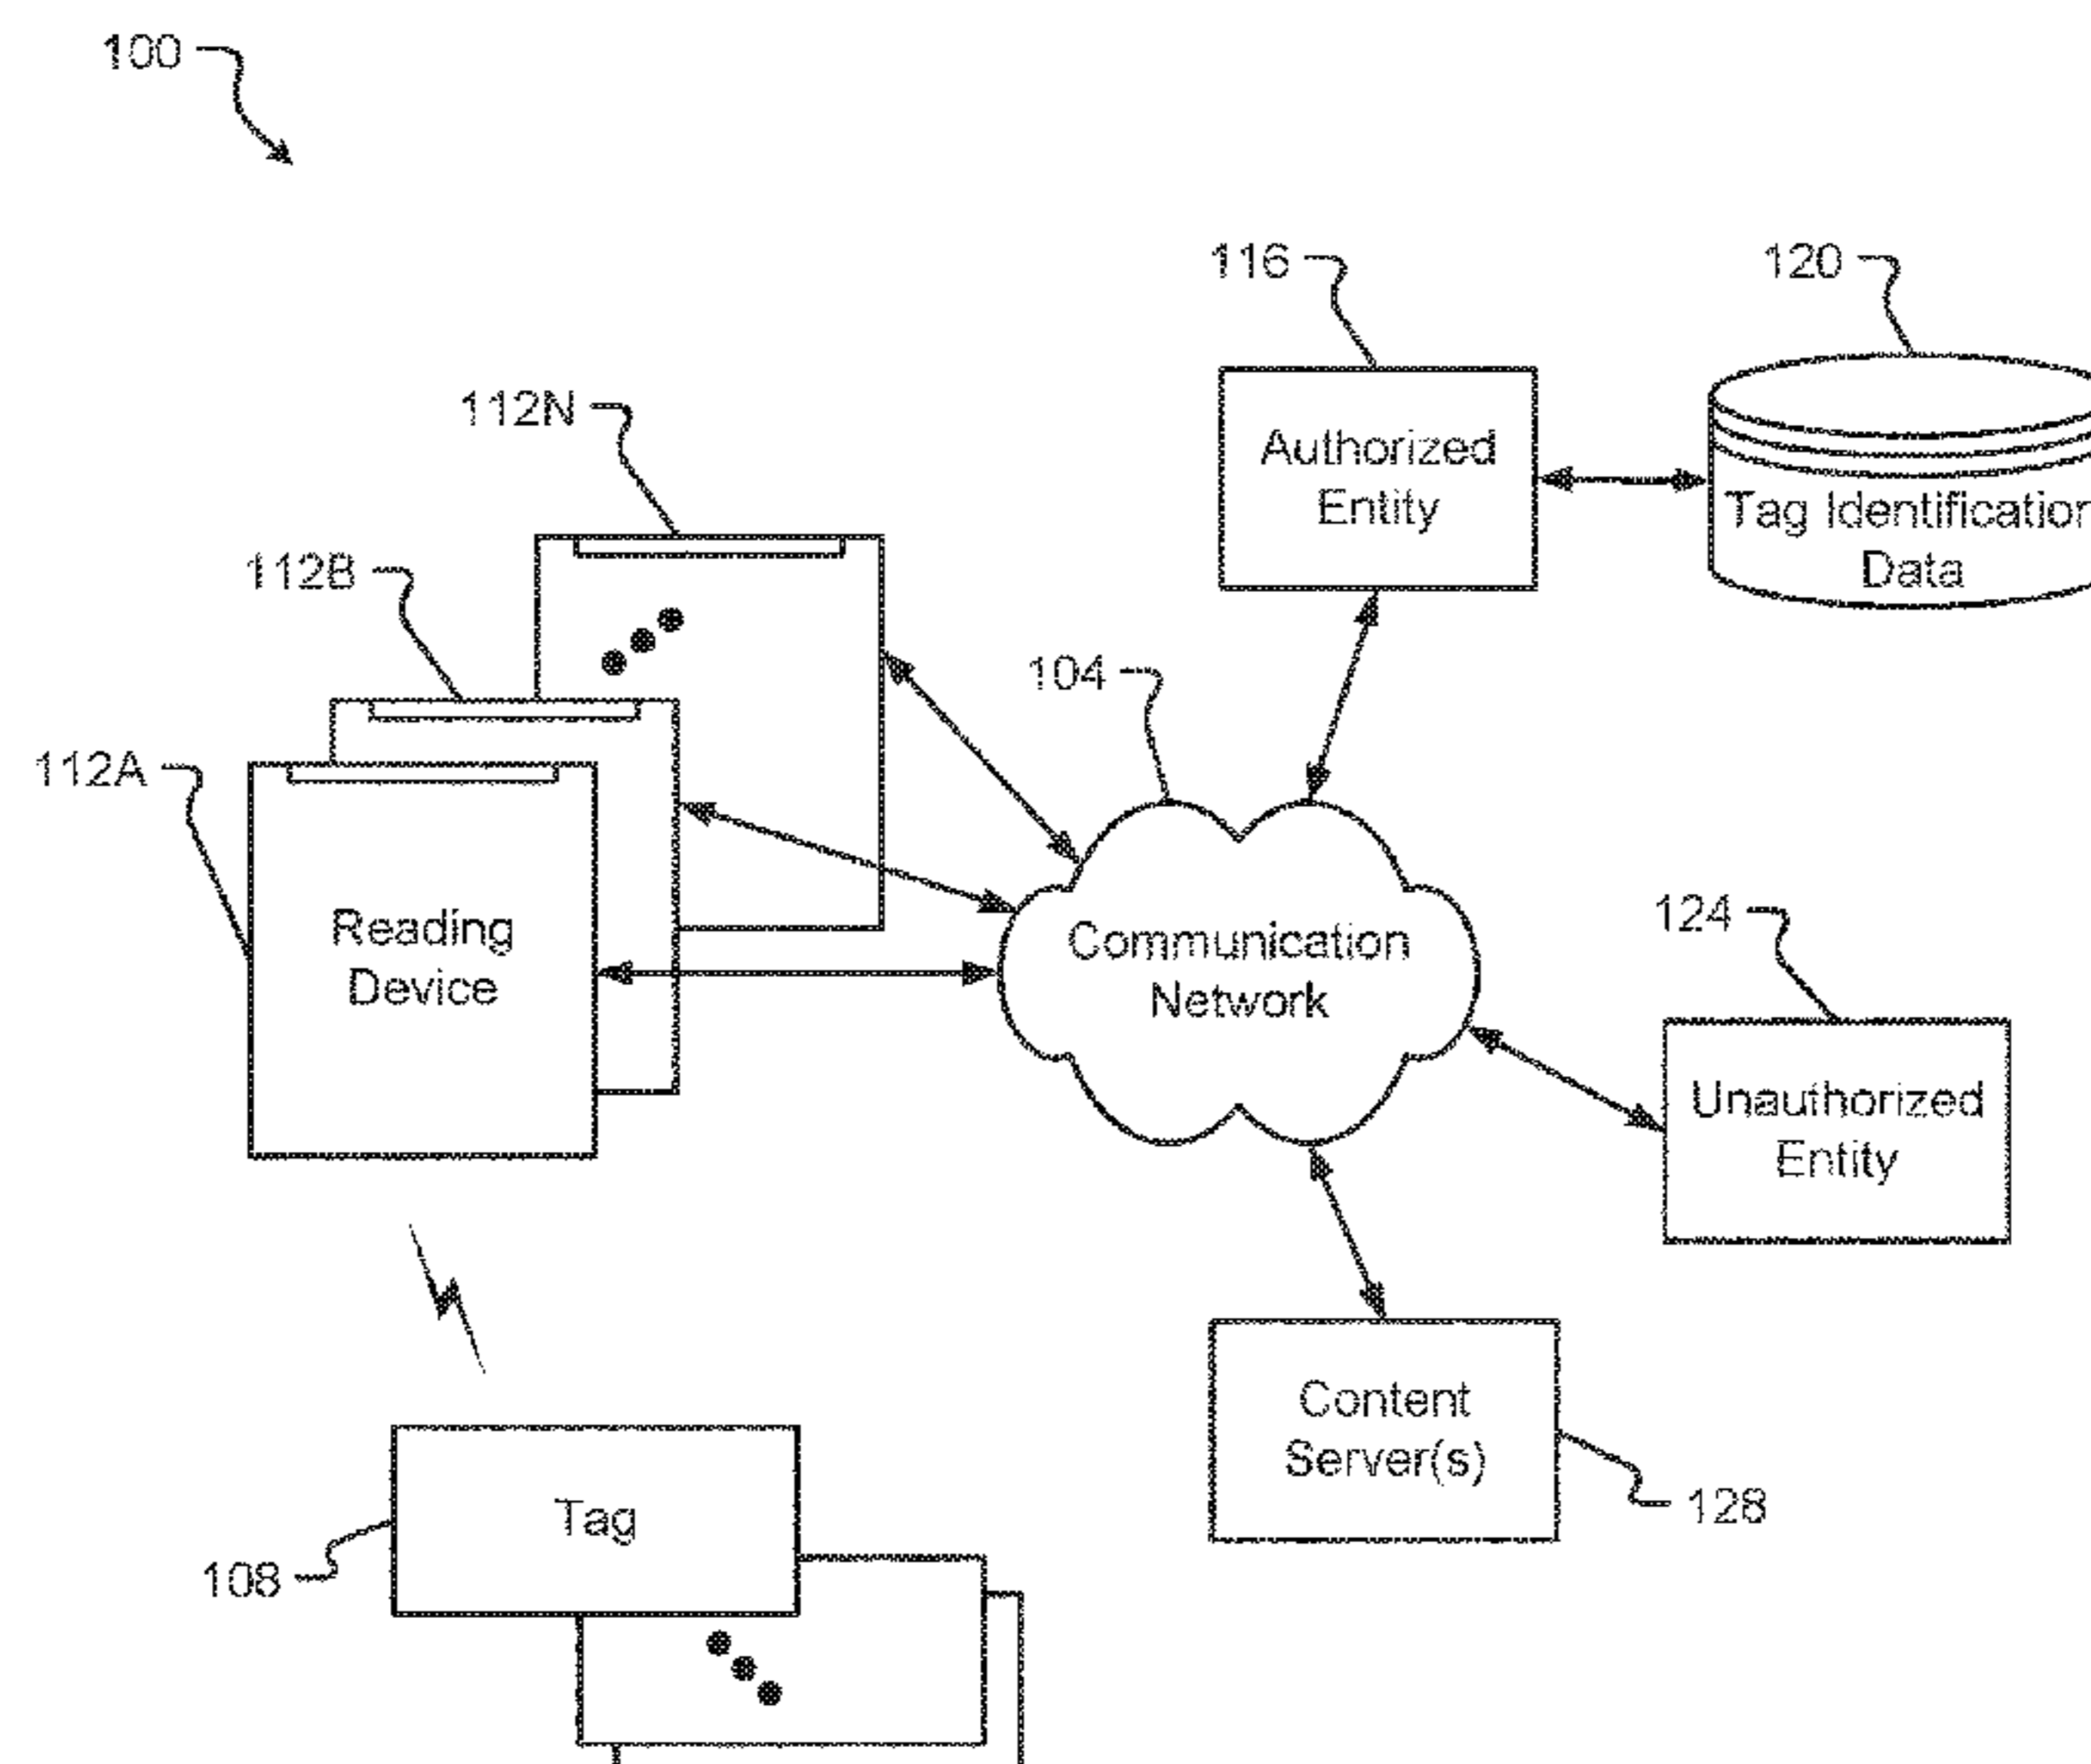 100
116
120
112N
Authorized
Entity
Tag Identification
Data
112B
104
112A
Reading
Device
Communication
Network
124
Unauthorized
Entity
Content
Server(s)
128
Tag
108